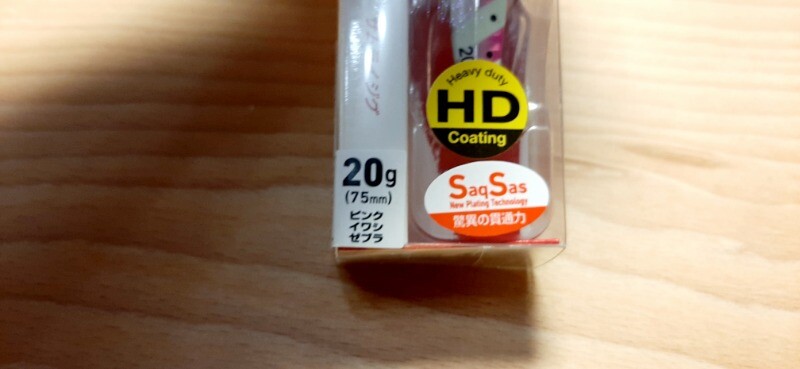 Heavy duty
HD
Coating
20g
(75mm)
ピンク
イワシ
ゼブラ
SaqSas
New Plating Technology
驚異の貫通力